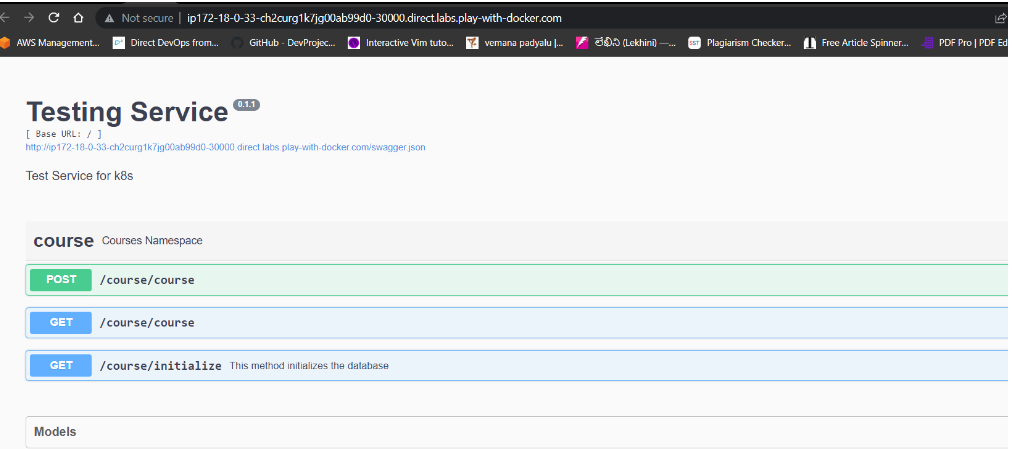 Not secure | ip172-18-0-33-ch2curg1k7jg00ab99d0-30000.direct.labs.play-with-docker.com
AWS Management... Direct DevOps from... GitHub - DevProjec... Interactive Vim tuto... vemana padyalu |... లేఖిని (Lekhini) —... SST Plagiarism Checker... Free Article Spinner... PDF Pro | PDF Ed
Testing Service 0.1.1
[ Base URL: / ]
http://ip172-18-0-33-ch2curg1k7jg00ab99d0-30000.direct.labs.play-with-docker.com/swagger.json
Test Service for k8s
course Courses Namespace
POST /course/course
GET /course/course
GET /course/initialize This method initializes the database
Models